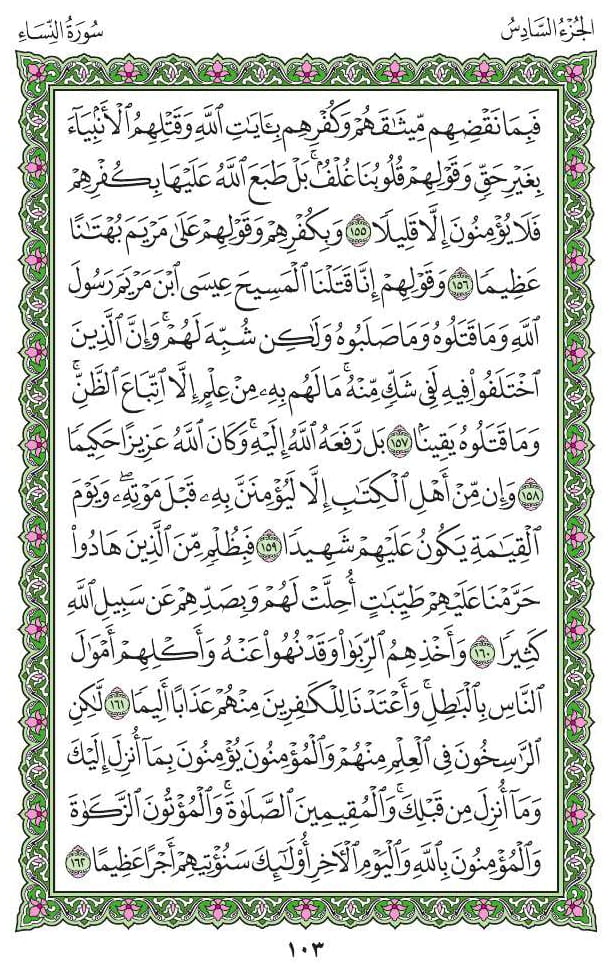 الجُزْءُ السَّادِسُ
سُورَةُ النِّسَاءِ
فَبِمَا نَقْضِهِم مِّيثَٰقَهُمْ وَكُفْرِهِم بِـَٔايَٰتِ ٱللَّهِ وَقَتْلِهِمُ ٱلْأَنۢبِيَآءَ
بِغَيْرِ حَقٍّ وَقَوْلِهِمْ قُلُوبُنَا غُلْفٌۢ ۚ بَلْ طَبَعَ ٱللَّهُ عَلَيْهَا بِكُفْرِهِمْ
فَلَا يُؤْمِنُونَ إِلَّا قَلِيلًا ١٥٥ وَبِكُفْرِهِمْ وَقَوْلِهِمْ عَلَىٰ مَرْيَمَ بُهْتَٰنًا
عَظِيمًا ١٥٦ وَقَوْلِهِمْ إِنَّا قَتَلْنَا ٱلْمَسِيحَ عِيسَى ٱبْنَ مَرْيَمَ رَسُولَ
ٱللَّهِ وَمَا قَتَلُوهُ وَمَا صَلَبُوهُ وَلَٰكِن شُبِّهَ لَهُمْ ۚ وَإِنَّ ٱلَّذِينَ
ٱخْتَلَفُوا۟ فِيهِ لَفِى شَكٍّ مِّنْهُ ۚ مَا لَهُم بِهِۦ مِنْ عِلْمٍ إِلَّا ٱتِّبَاعَ ٱلظَّنِّ ۚ
وَمَا قَتَلُوهُ يَقِينًۢا ١٥٧ بَل رَّفَعَهُ ٱللَّهُ إِلَيْهِ ۚ وَكَانَ ٱللَّهُ عَزِيزًا حَكِيمًا
١٥٨ وَإِن مِّنْ أَهْلِ ٱلْكِتَٰبِ إِلَّا لَيُؤْمِنَنَّ بِهِۦ قَبْلَ مَوْتِهِۦ ۖ وَيَوْمَ
ٱلْقِيَٰمَةِ يَكُونُ عَلَيْهِمْ شَهِيدًا ١٥٩ فَبِظُلْمٍ مِّنَ ٱلَّذِينَ هَادُوا۟
حَرَّمْنَا عَلَيْهِمْ طَيِّبَٰتٍ أُحِلَّتْ لَهُمْ وَبِصَدِّهِمْ عَن سَبِيلِ ٱللَّهِ
كَثِيرًا ١٦٠ وَأَخْذِهِمُ ٱلرِّبَوٰا۟ وَقَدْ نُهُوا۟ عَنْهُ وَأَكْلِهِمْ أَمْوَٰلَ
ٱلنَّاسِ بِٱلْبَٰطِلِ ۚ وَأَعْتَدْنَا لِلْكَٰفِرِينَ مِنْهُمْ عَذَابًا أَلِيمًا ١٦١ لَّٰكِنِ
ٱلرَّٰسِخُونَ فِى ٱلْعِلْمِ مِنْهُمْ وَٱلْمُؤْمِنُونَ يُؤْمِنُونَ بِمَآ أُنزِلَ إِلَيْكَ
وَمَآ أُنزِلَ مِن قَبْلِكَ ۚ وَٱلْمُقِيمِينَ ٱلصَّلَوٰةَ ۚ وَٱلْمُؤْتُونَ ٱلزَّكَوٰةَ
وَٱلْمُؤْمِنُونَ بِٱللَّهِ وَٱلْيَوْمِ ٱلْءَاخِرِ أُو۟لَٰٓئِكَ سَنُؤْتِيهِمْ أَجْرًا عَظِيمًا ١٦٢
١٠٣